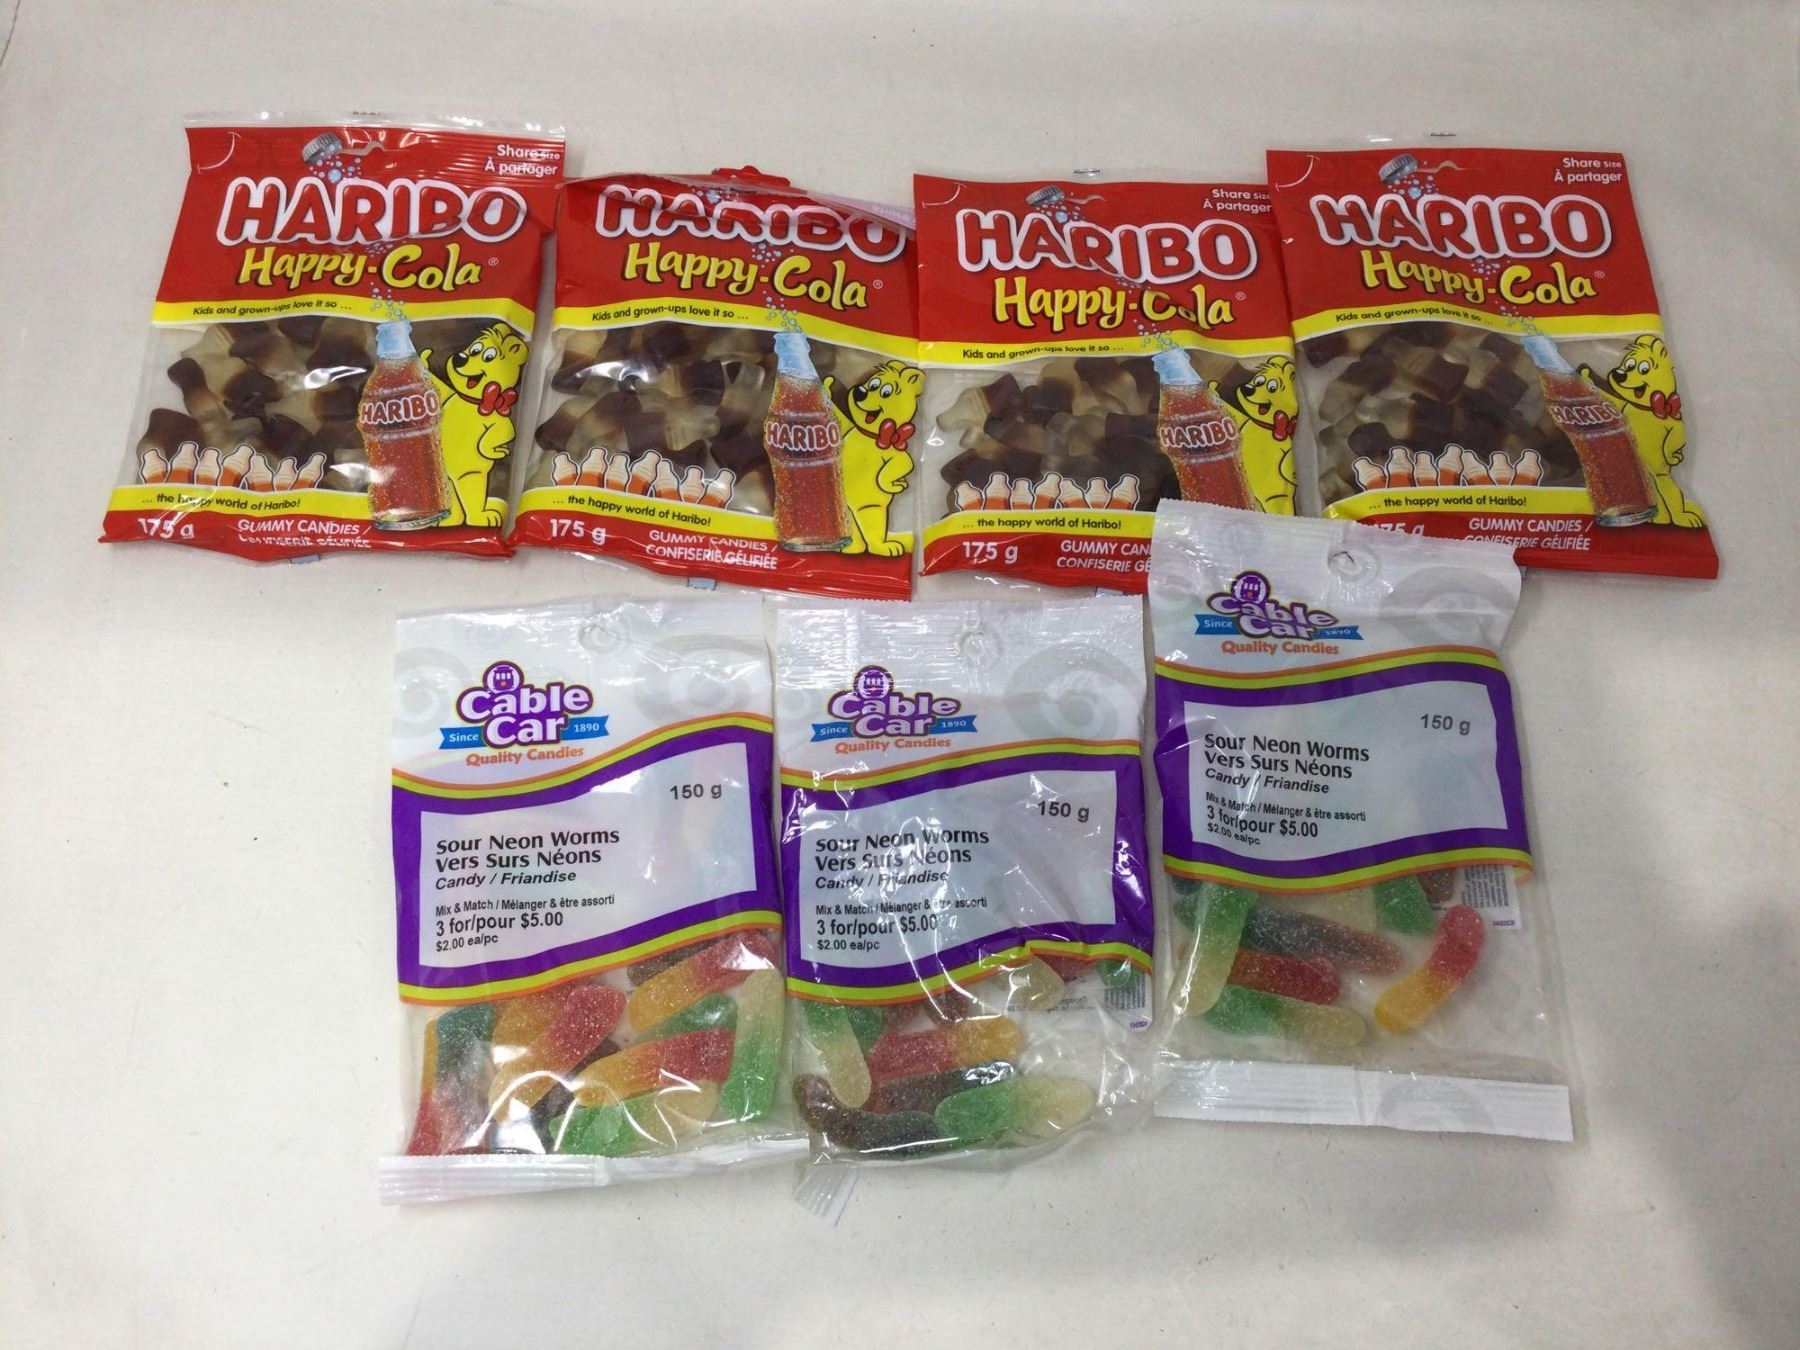 Share size
À partager
HARIBO
Happy-Cola®
Kids and grown-ups love it so ...
HARIBO
... the happy world of Haribo!
175 g
GUMMY CANDIES /
HARIBO
Happy-Cola®
Kids and grown-ups love it so ...
HARIBO
... the happy world of Haribo!
175 g
GUMMY CANDIES /
CONFISERIE GÉLIFIÉE
Share size
À partager
HARIBO
Happy-Cola®
Kids and grown-ups love it so ...
HARIBO
... the happy world of Haribo!
175 g
GUMMY CAN
CONFISERIE GÉ
Share size
À partager
HARIBO
Happy-Cola®
Kids and grown-ups love it so ...
HARIBO
... the happy world of Haribo!
75 g
GUMMY CANDIES /
CONFISERIE GÉLIFIÉE
Cable
Since Car 1890
Quality Candies
150 g
Sour Neon Worms
Vers Surs Néons
Candy / Friandise
Mix & Match / Mélanger & être assorti
3 for/pour $5.00
$2.00 ea/pc
Cable
Since Car 1890
Quality Candies
150 g
Sour Neon Worms
Vers Surs Néons
Candy / Friandise
Mix & Match / Mélanger & être assorti
3 for/pour $5.00
$2.00 ea/pc
Cable
Since Car 1890
Quality Candies
150 g
Sour Neon Worms
Vers Surs Néons
Candy / Friandise
Mix & Match / Mélanger & être assorti
3 for/pour $5.00
$2.00 ea/pc